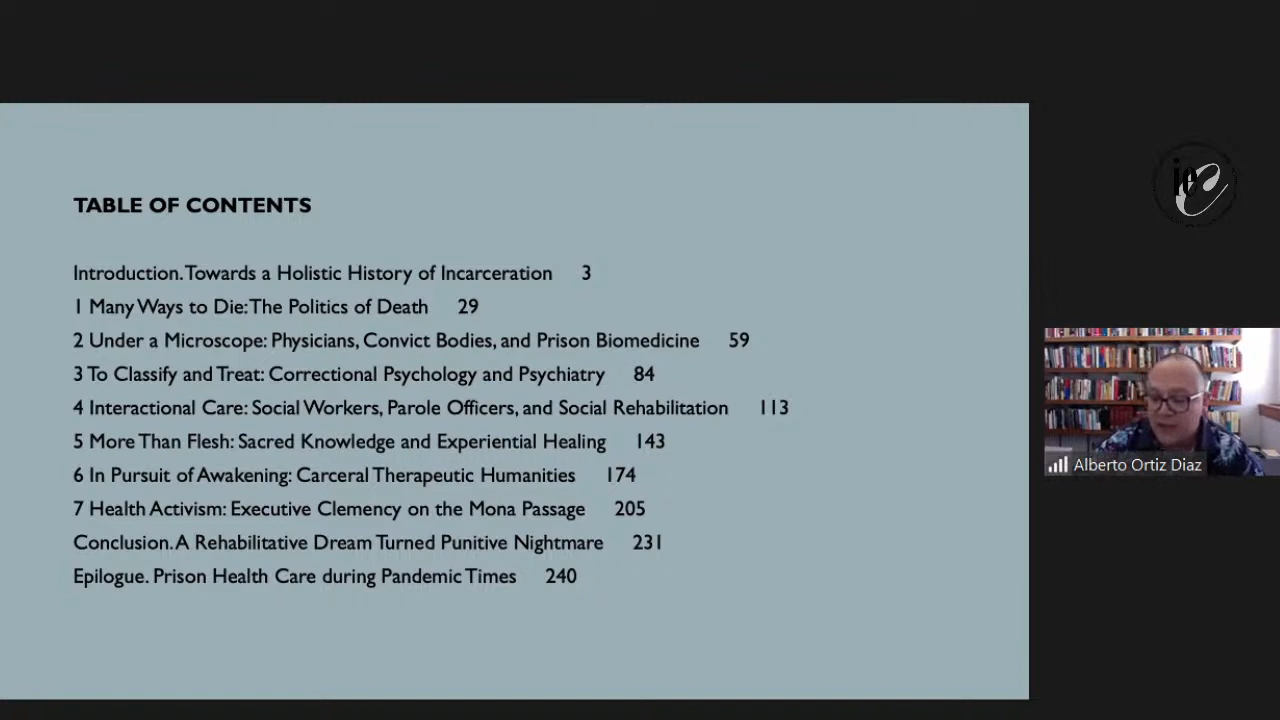 TABLE OF CONTENTS
Introduction. Towards a Holistic History of Incarceration 3
1 Many Ways to Die: The Politics of Death 29
2 Under a Microscope: Physicians, Convict Bodies, and Prison Biomedicine 59
3 To Classify and Treat: Correctional Psychology and Psychiatry 84
4 Interactional Care: Social Workers, Parole Officers, and Social Rehabilitation 113
5 More Than Flesh: Sacred Knowledge and Experiential Healing 143
6 In Pursuit of Awakening: Carceral Therapeutic Humanities 174
7 Health Activism: Executive Clemency on the Mona Passage 205
Conclusion. A Rehabilitative Dream Turned Punitive Nightmare 231
Epilogue. Prison Health Care during Pandemic Times 240
ieC
Alberto Ortiz Diaz